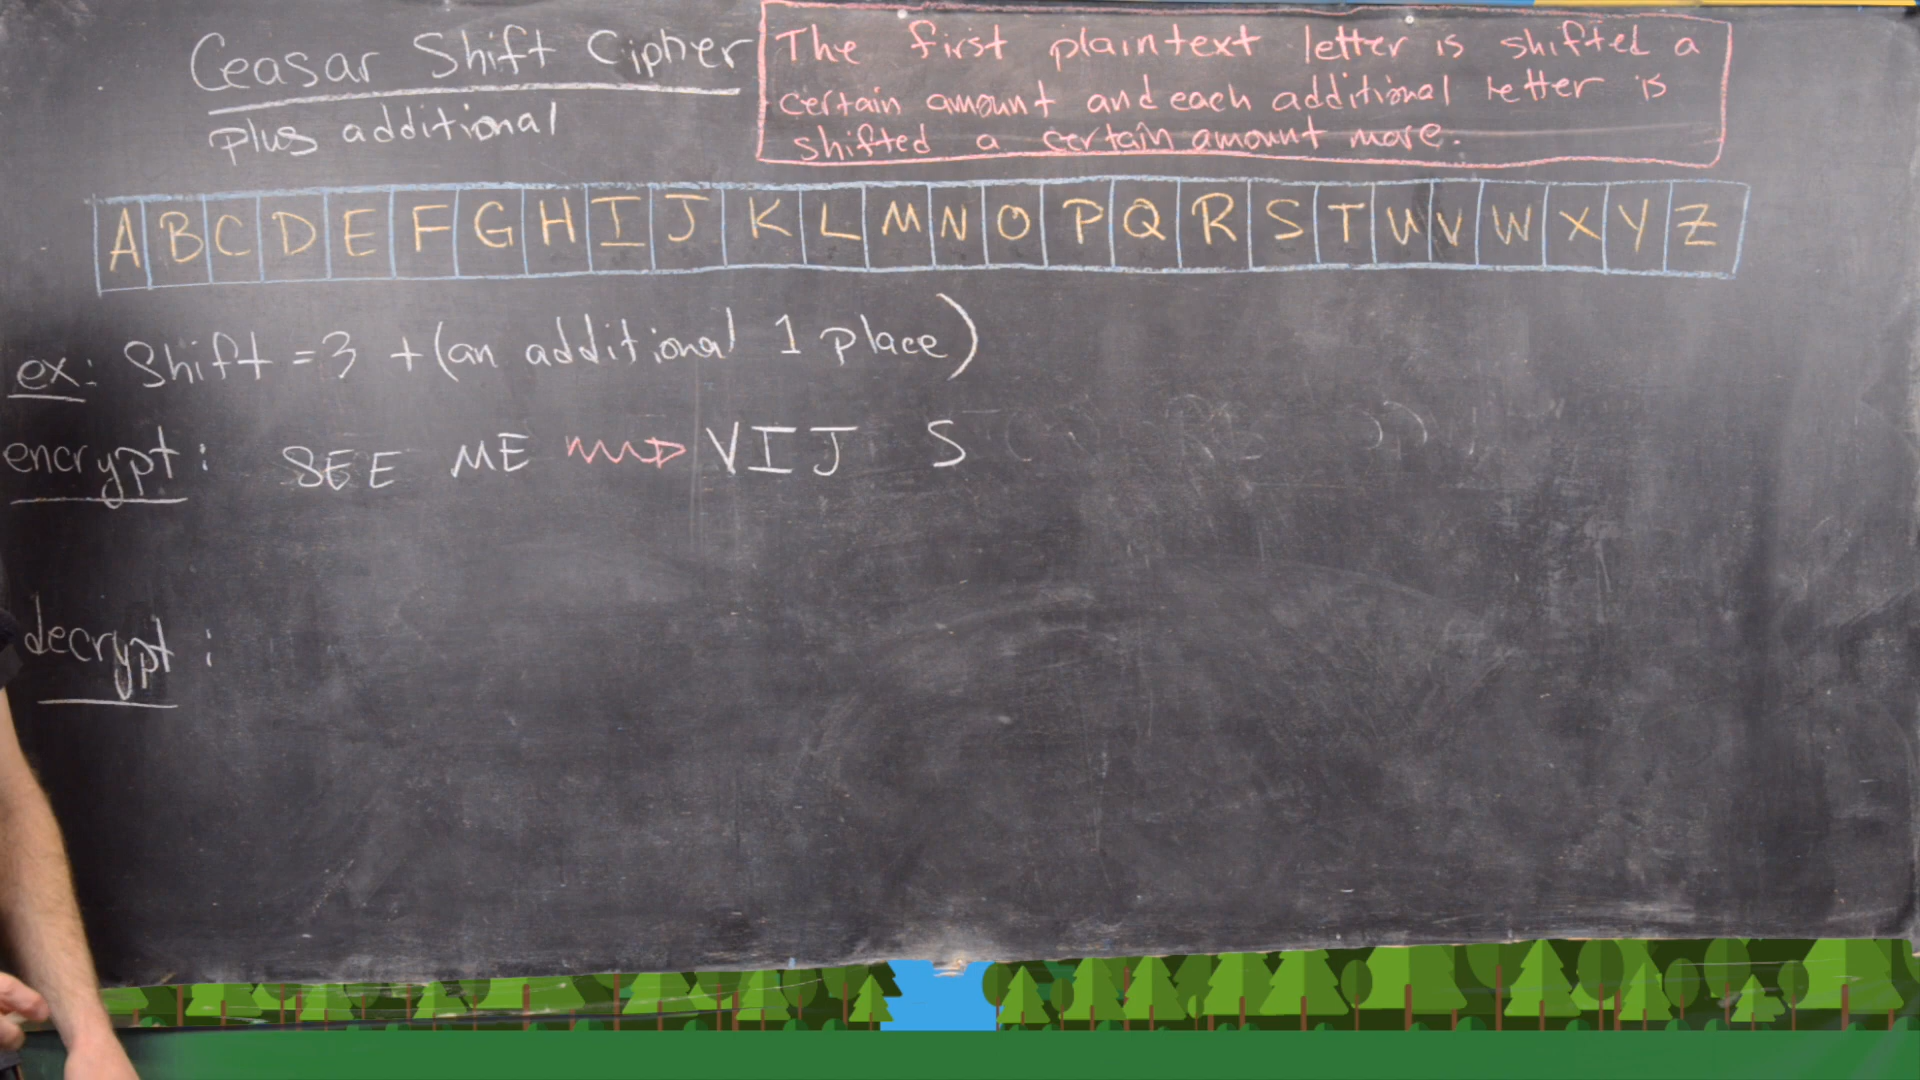 Ceasar Shift Cipher
plus additional
The first plaintext letter is shifted a
certain amount and each additional letter is
shifted a certain amount more.
A B C D E F G H I J K L M N O P Q R S T U V W X Y Z
ex: Shift = 3 + (an additional 1 place)
encrypt: SEE ME VIJ S
decrypt: